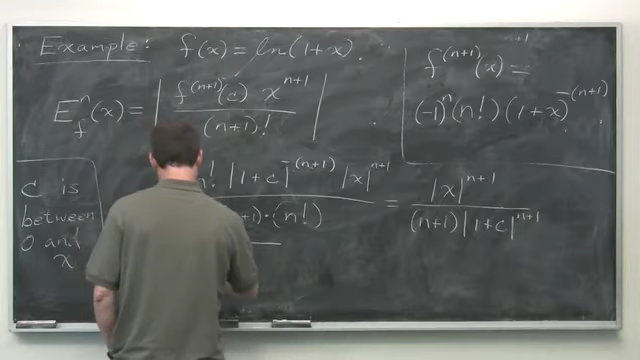 Example: f(x) = ln(1+x).
E_f^n(x) = | f^(n+1)(c) x^(n+1) / (n+1)! |
n! |1+c|^-(n+1) |x|^(n+1) / +1)·(n!) = |x|^(n+1) / (n+1)|1+c|^(n+1)
c is
between
0 and
x
n+1
f^(n+1)(x) =
(-1)^n (n!) (1+x)^-(n+1)